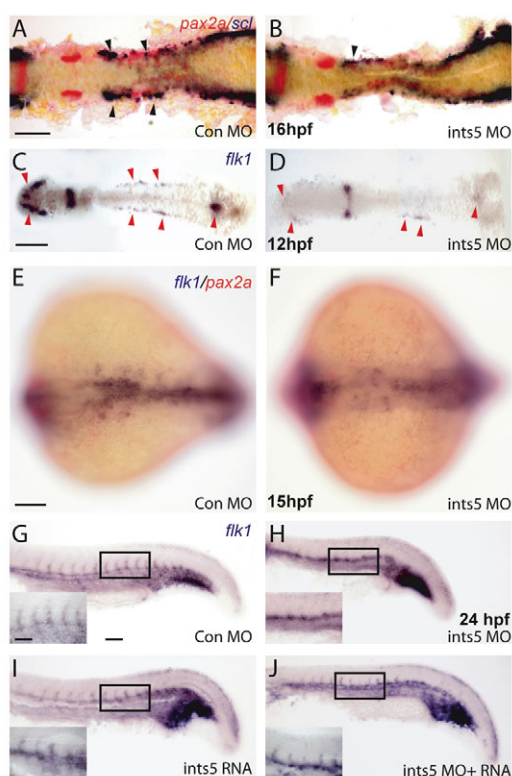 A
pax2a/scl
Con MO
B
16hpf
ints5 MO
C
flk1
Con MO
D
12hpf
ints5 MO
E
flk1/pax2a
Con MO
F
15hpf
ints5 MO
G
flk1
Con MO
H
24 hpf
ints5 MO
I
ints5 RNA
J
ints5 MO+ RNA